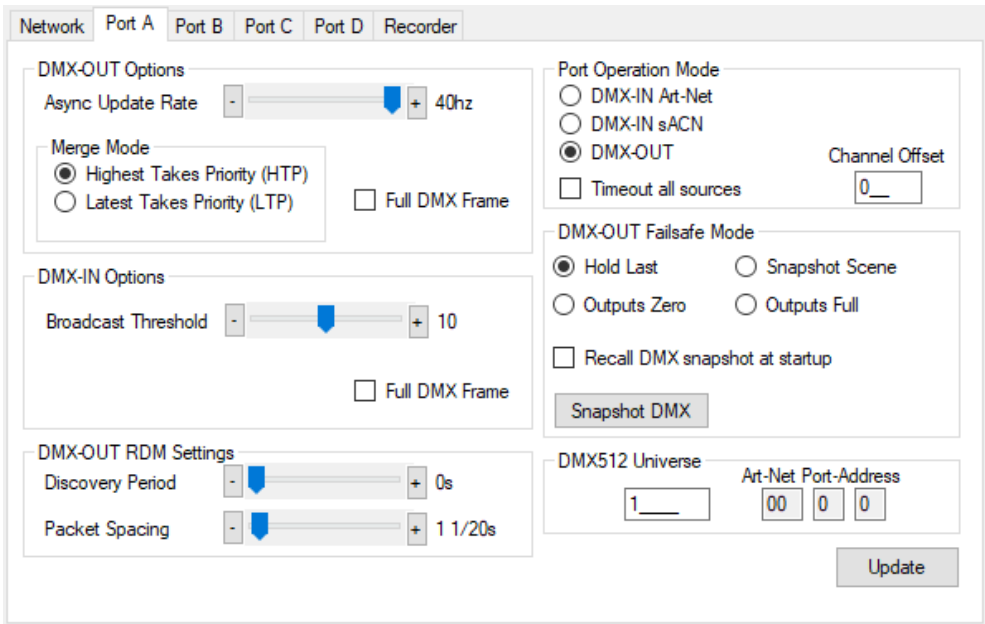 Network Port A Port B Port C Port D Recorder
DMX-OUT Options
Async Update Rate - + 40hz
Merge Mode
Highest Takes Priority (HTP)
Latest Takes Priority (LTP)
Full DMX Frame
DMX-IN Options
Broadcast Threshold - + 10
Full DMX Frame
DMX-OUT RDM Settings
Discovery Period - + 0s
Packet Spacing - + 1 1/20s
Port Operation Mode
DMX-IN Art-Net
DMX-IN sACN
DMX-OUT
Channel Offset
Timeout all sources 0__
DMX-OUT Failsafe Mode
Hold Last Snapshot Scene
Outputs Zero Outputs Full
Recall DMX snapshot at startup
Snapshot DMX
DMX512 Universe
Art-Net Port-Address
1____ 00 0 0
Update